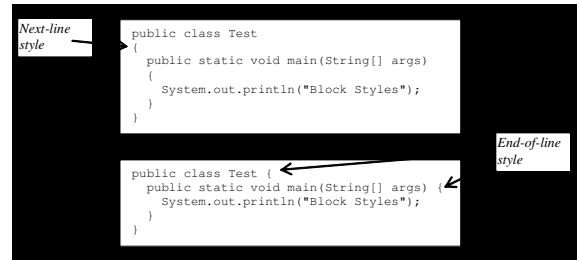 Next-line
style
public class Test
{
  public static void main(String[] args)
  {
    System.out.println("Block Styles");
  }
}
End-of-line
style
public class Test {
  public static void main(String[] args) {
    System.out.println("Block Styles");
  }
}